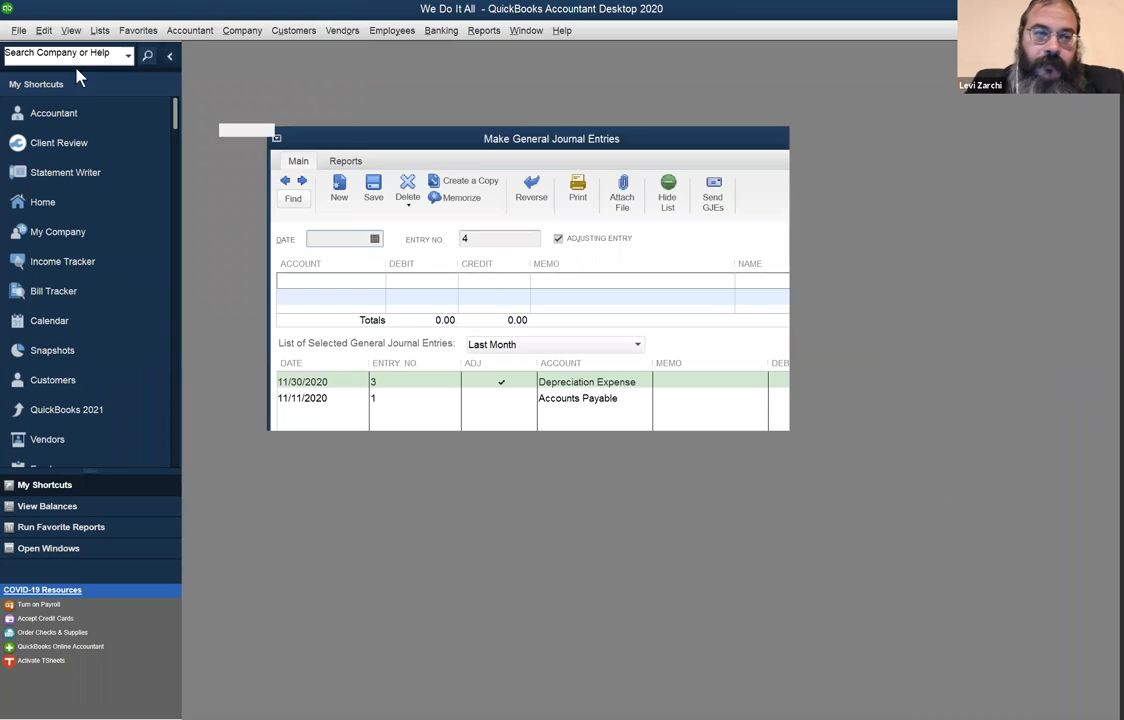 We Do It All - QuickBooks Accountant Desktop 2020
File Edit View Lists Favorites Accountant Company Customers Vendors Employees Banking Reports Window Help
Search Company or Help
Levi Zarchi
My Shortcuts
Accountant
Client Review
Statement Writer
Home
My Company
Income Tracker
Bill Tracker
Calendar
Snapshots
Customers
QuickBooks 2021
Vendors
My Shortcuts
View Balances
Run Favorite Reports
Open Windows
COVID-19 Resources
Turn on Payroll
Accept Credit Cards
Order Checks & Supplies
QuickBooks Online Accountant
Activate TSheets
Make General Journal Entries
Main Reports
Find New Save Delete Create a Copy Memorize Reverse Print Attach File Hide List Send GJEs
DATE ENTRY NO. 4 ADJUSTING ENTRY
ACCOUNT DEBIT CREDIT MEMO NAME
Totals 0.00 0.00
List of Selected General Journal Entries: Last Month
DATE ENTRY. NO. ADJ ACCOUNT MEMO DEB
11/30/2020 3 ✓ Depreciation Expense
11/11/2020 1 Accounts Payable